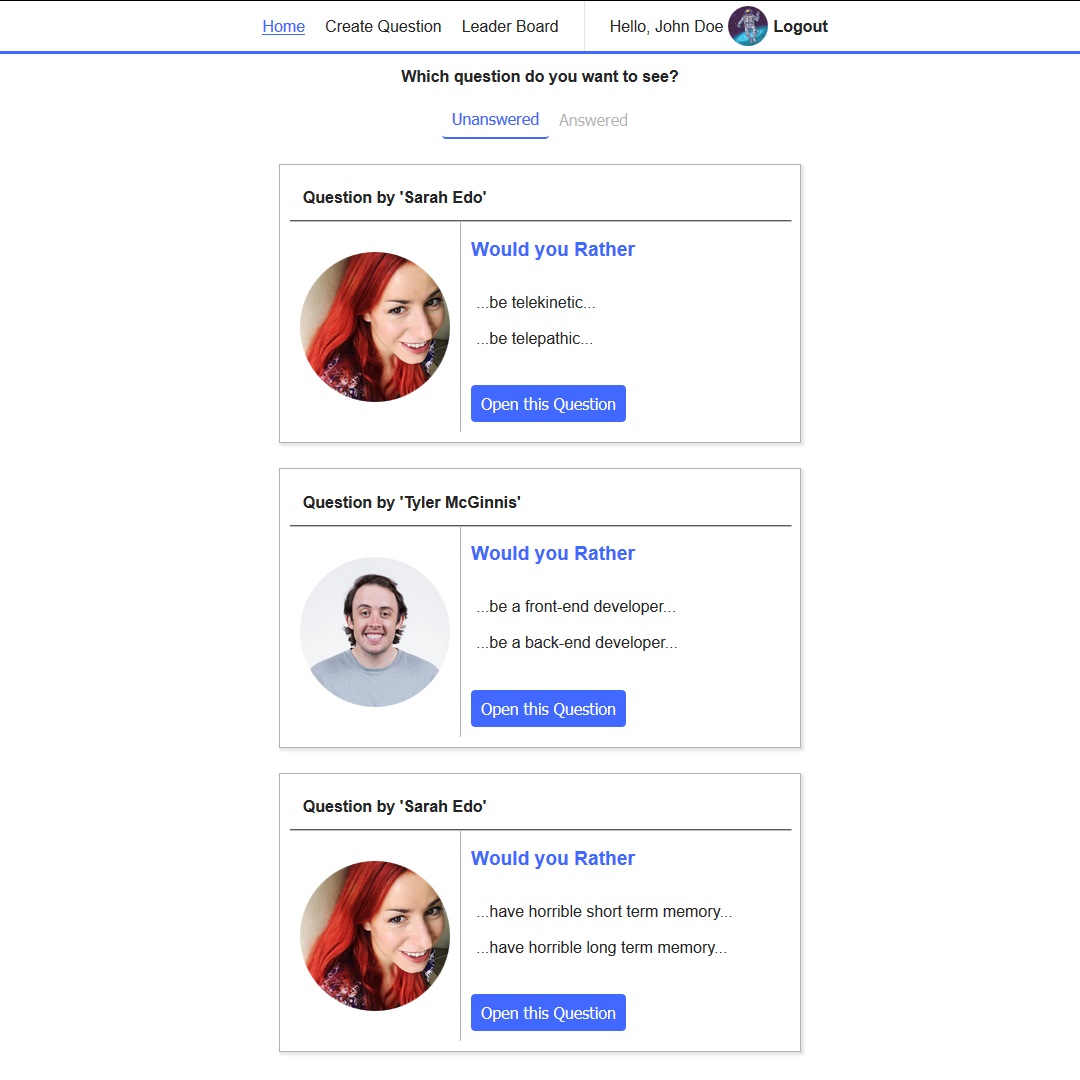 Home Create Question Leader Board Hello, John Doe Logout
Which question do you want to see?
Unanswered Answered
Question by 'Sarah Edo'
Would you Rather
...be telekinetic...
...be telepathic...
Open this Question
Question by 'Tyler McGinnis'
Would you Rather
...be a front-end developer...
...be a back-end developer...
Open this Question
Question by 'Sarah Edo'
Would you Rather
...have horrible short term memory...
...have horrible long term memory...
Open this Question